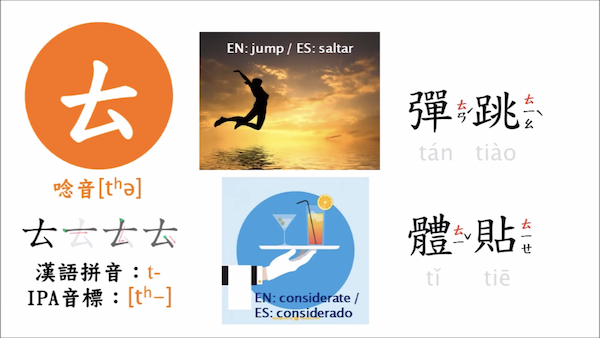 ㄊ
唸音[tʰə]
ㄊ ㄊ ㄊ ㄊ
漢語拼音：t-
IPA音標：[tʰ–]
EN: jump / ES: saltar
EN: considerate /
ES: considerado
彈ㄊㄢˊ跳ㄊㄧㄠˋ
tán tiào
體ㄊㄧˇ貼ㄊㄧㄝ
tǐ tiē